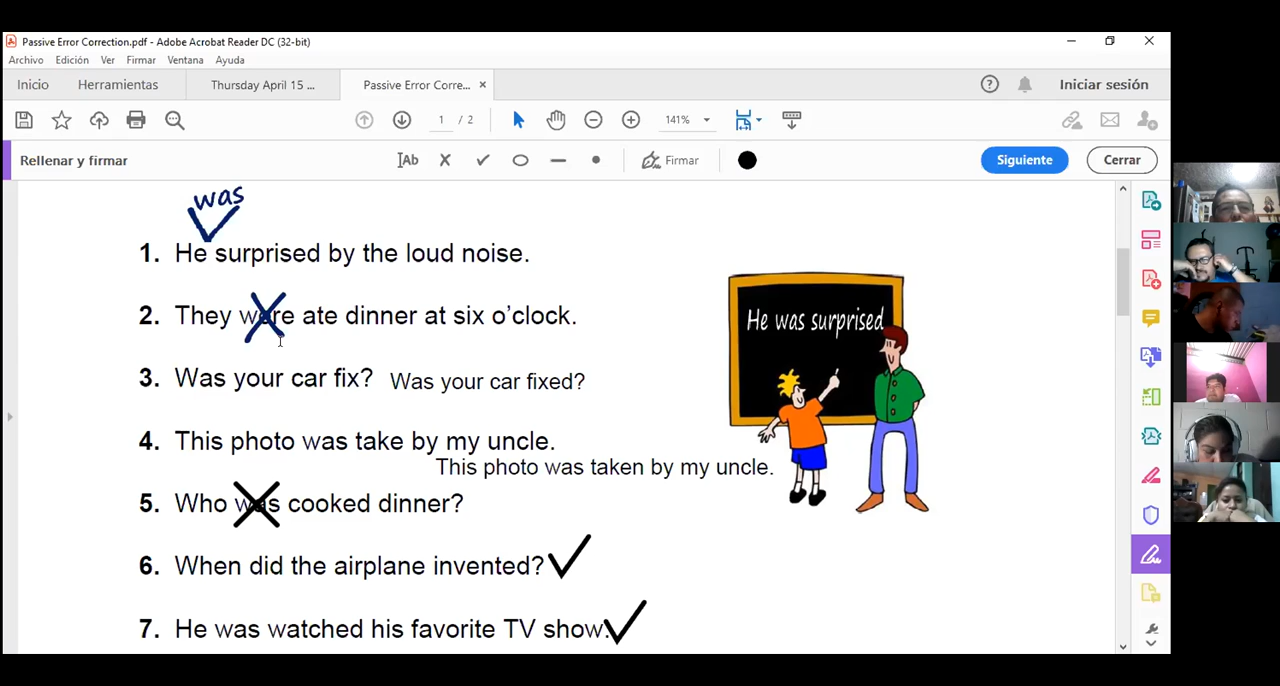 Passive Error Correction.pdf - Adobe Acrobat Reader DC (32-bit)
Archivo Edición Ver Firmar Ventana Ayuda
Inicio Herramientas Thursday April 15 ... Passive Error Corre... ×
Iniciar sesión
1 / 2 141%
Rellenar y firmar Ab Firmar Siguiente Cerrar
was
1. He surprised by the loud noise.
2. They were ate dinner at six o'clock.
He was surprised
3. Was your car fix? Was your car fixed?
4. This photo was take by my uncle.
This photo was taken by my uncle.
5. Who was cooked dinner?
6. When did the airplane invented?
7. He was watched his favorite TV show.